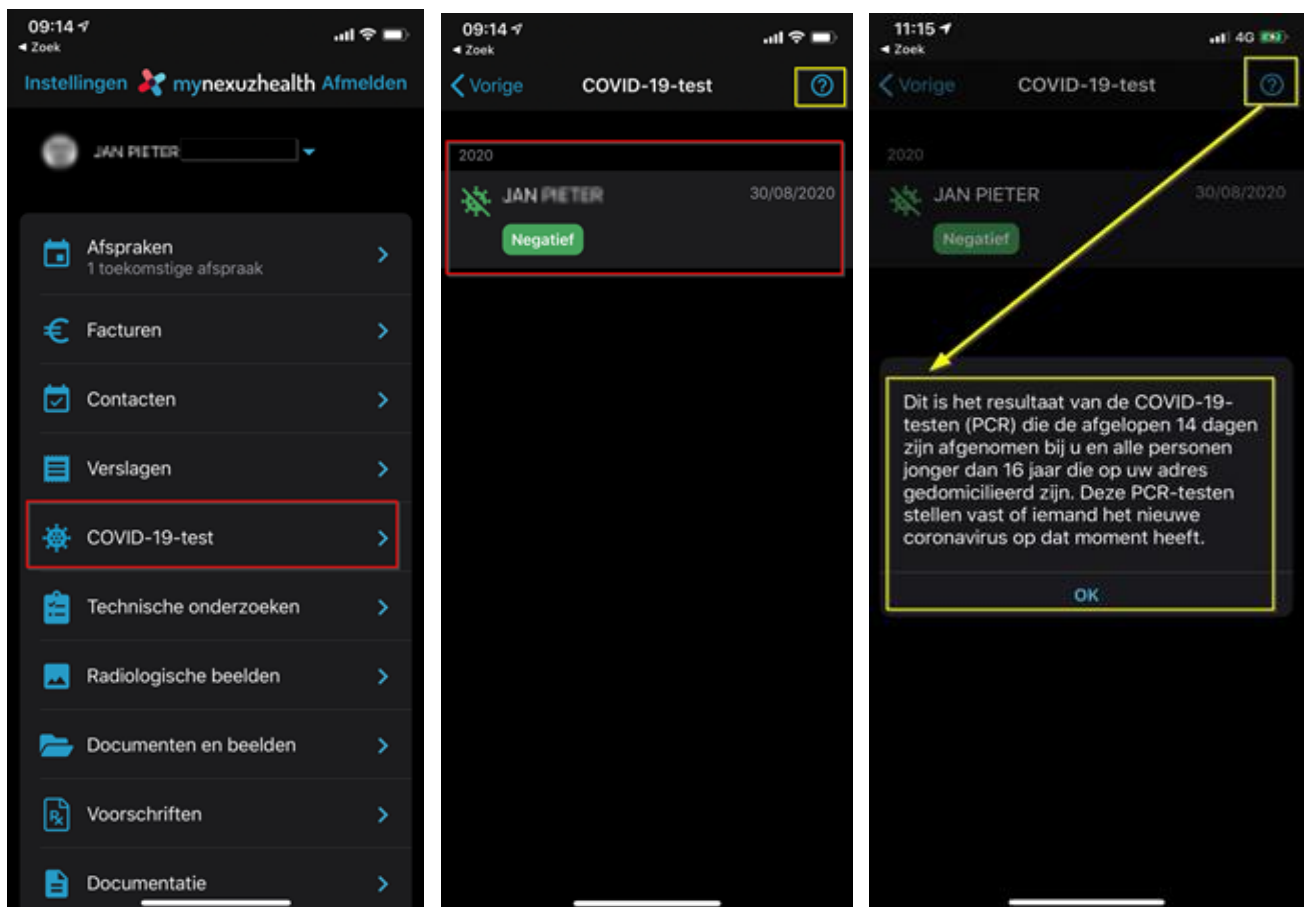 09:14
Zoek
Instellingen mynexuzhealth Afmelden
JAN PIETER
Afspraken
1 toekomstige afspraak
Facturen
Contacten
Verslagen
COVID-19-test
Technische onderzoeken
Radiologische beelden
Documenten en beelden
Voorschriften
Documentatie
09:14
Zoek
Vorige COVID-19-test
2020
JAN PIETER 30/08/2020
Negatief
11:15 4G
Zoek
Vorige COVID-19-test
2020
JAN PIETER 30/08/2020
Negatief
Dit is het resultaat van de COVID-19-
testen (PCR) die de afgelopen 14 dagen
zijn afgenomen bij u en alle personen
jonger dan 16 jaar die op uw adres
gedomicilieerd zijn. Deze PCR-testen
stellen vast of iemand het nieuwe
coronavirus op dat moment heeft.
OK